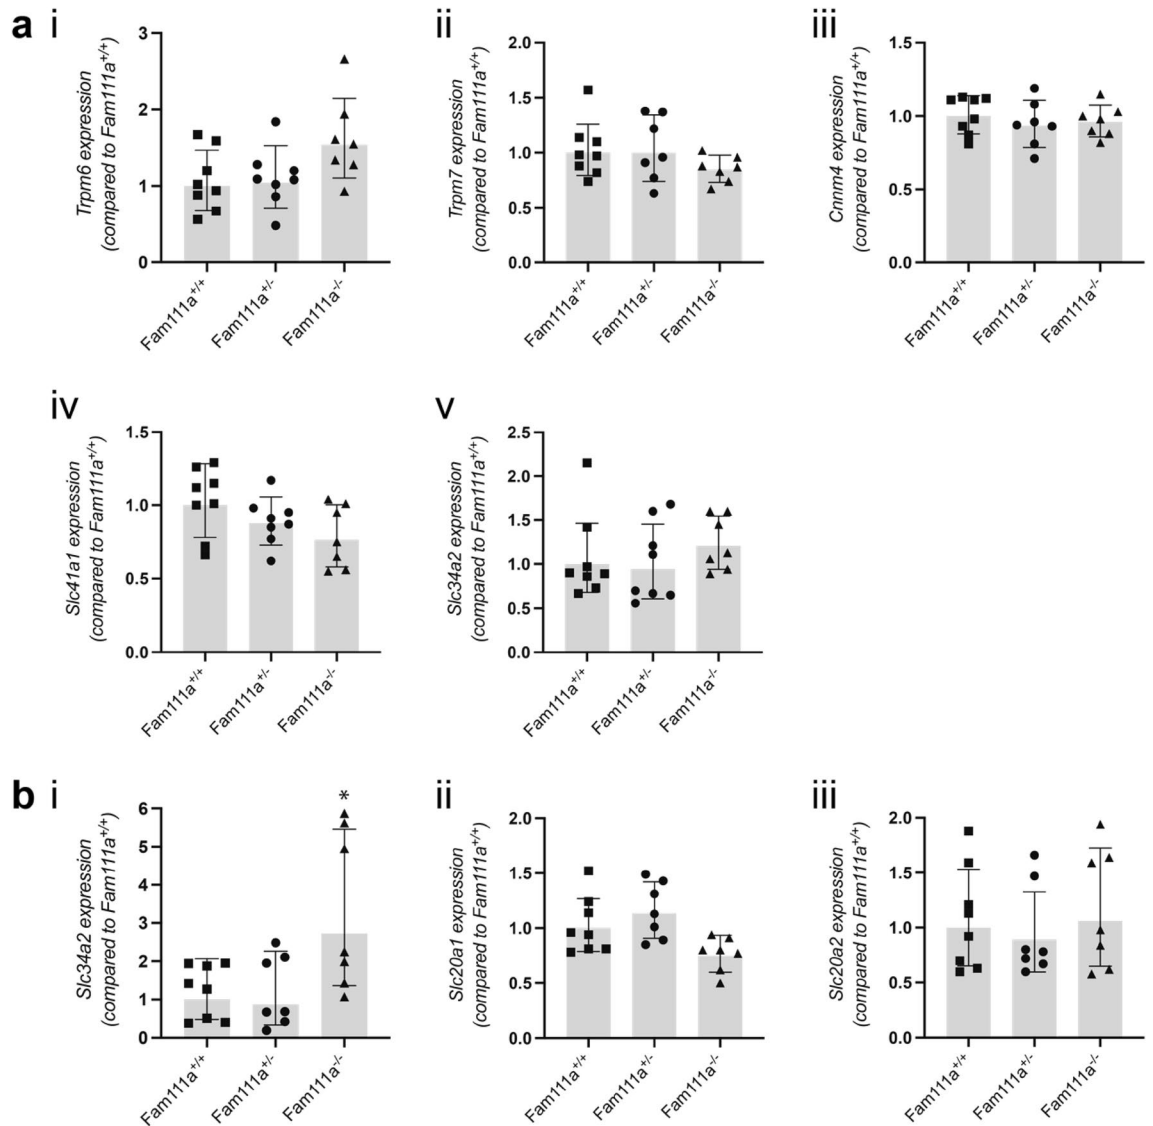 a i
Trpm6 expression
(compared to Fam111a+/+)
3
2
1
0
Fam111a+/+
Fam111a+/-
Fam111a-/-
ii
Trpm7 expression
(compared to Fam111a+/+)
2.0
1.5
1.0
0.5
0.0
Fam111a+/+
Fam111a+/-
Fam111a-/-
iii
Cnnm4 expression
(compared to Fam111a+/+)
1.5
1.0
0.5
0.0
Fam111a+/+
Fam111a+/-
Fam111a-/-
iv
Slc41a1 expression
(compared to Fam111a+/+)
1.5
1.0
0.5
0.0
Fam111a+/+
Fam111a+/-
Fam111a-/-
v
Slc34a2 expression
(compared to Fam111a+/+)
2.5
2.0
1.5
1.0
0.5
0.0
Fam111a+/+
Fam111a+/-
Fam111a-/-
b i
Slc34a2 expression
(compared to Fam111a+/+)
6
5
4
3
2
1
0
*
Fam111a+/+
Fam111a+/-
Fam111a-/-
ii
Slc20a1 expression
(compared to Fam111a+/+)
2.0
1.5
1.0
0.5
0.0
Fam111a+/+
Fam111a+/-
Fam111a-/-
iii
Slc20a2 expression
(compared to Fam111a+/+)
2.0
1.5
1.0
0.5
0.0
Fam111a+/+
Fam111a+/-
Fam111a-/-